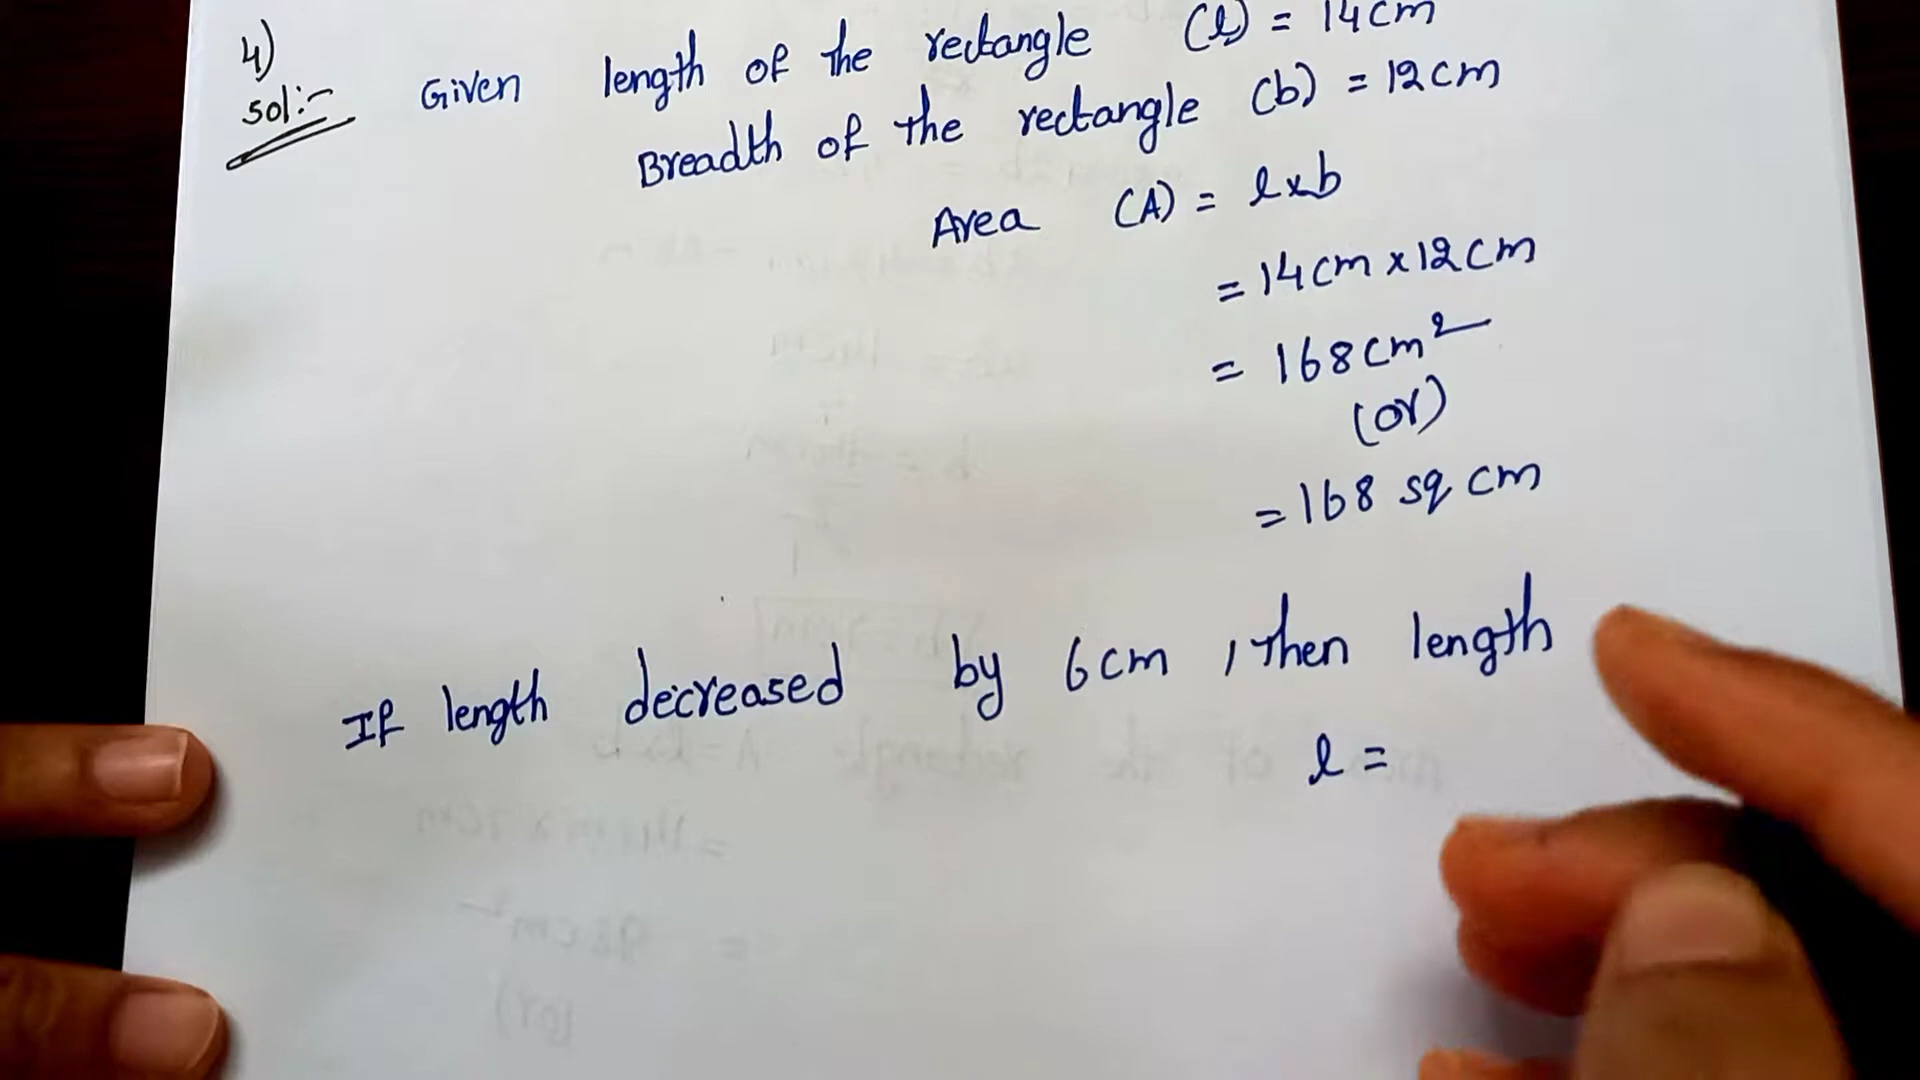 4)
Sol:- Given length of the rectangle (l) = 14cm
Breadth of the rectangle (b) = 12cm
Area (A) = l×b
= 14cm × 12cm
= 168cm²
(or)
= 168 sq cm
If length decreased by 6cm, then length
l =